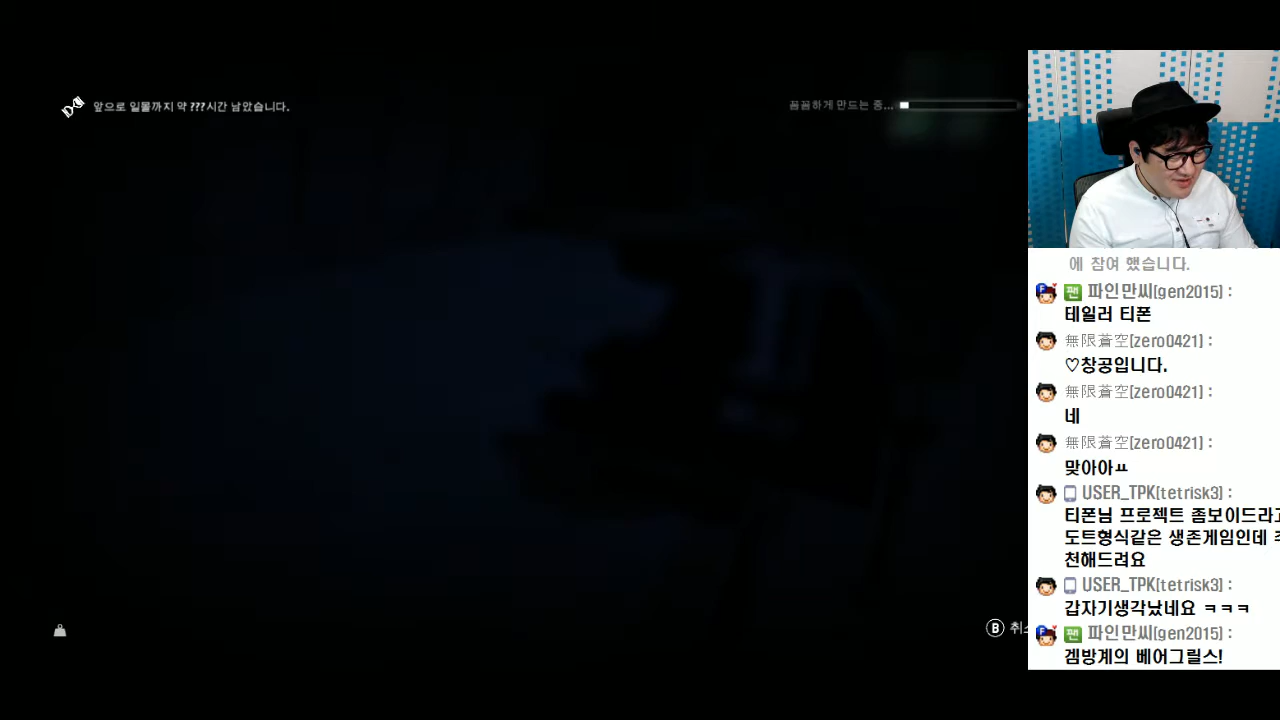 앞으로 일몰까지 약 ???시간 남았습니다.
꼼꼼하게 만드는 중...
B 취소
에 참여 했습니다.
팬 파인만씨[gen2015] :
테일러 티폰
無限蒼空[zero0421] :
♡창공입니다.
無限蒼空[zero0421] :
네
無限蒼空[zero0421] :
맞아아ㅛ
USER_TPK[tetrisk3] :
티폰님 프로젝트 좀보이드라고
도트형식같은 생존게임인데 추
천해드려요
USER_TPK[tetrisk3] :
갑자기생각났네요 ㅋㅋㅋ
팬 파인만씨[gen2015] :
겜방계의 베어그릴스!